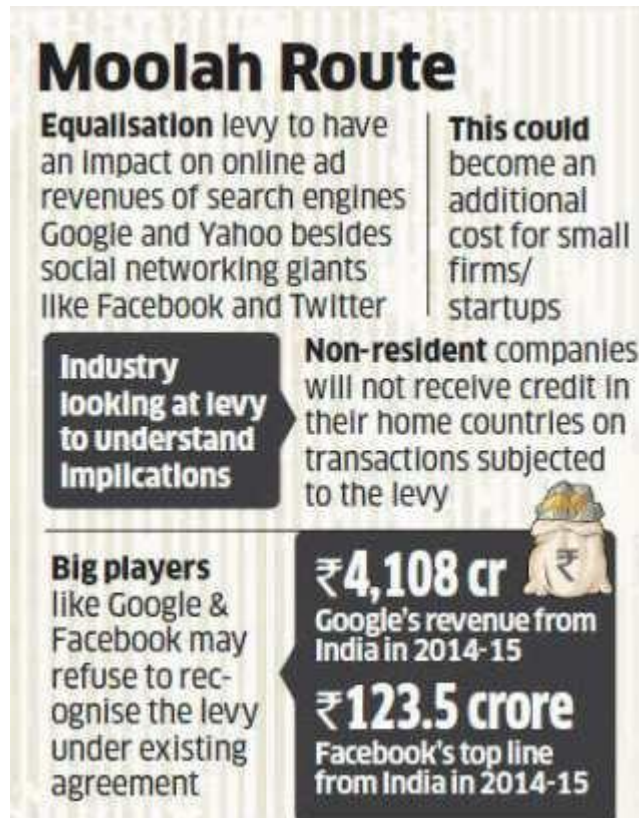 Moolah Route
Equalisation levy to have
an impact on online ad
revenues of search engines
Google and Yahoo besides
social networking giants
like Facebook and Twitter
This could
become an
additional
cost for small
firms/
startups
Industry
looking at levy
to understand
implications
Non-resident companies
will not receive credit in
their home countries on
transactions subjected
to the levy
Big players
like Google &
Facebook may
refuse to rec-
ognise the levy
under existing
agreement
₹
₹4,108 cr
Google's revenue from
India in 2014-15
₹123.5 crore
Facebook's top line
from India in 2014-15